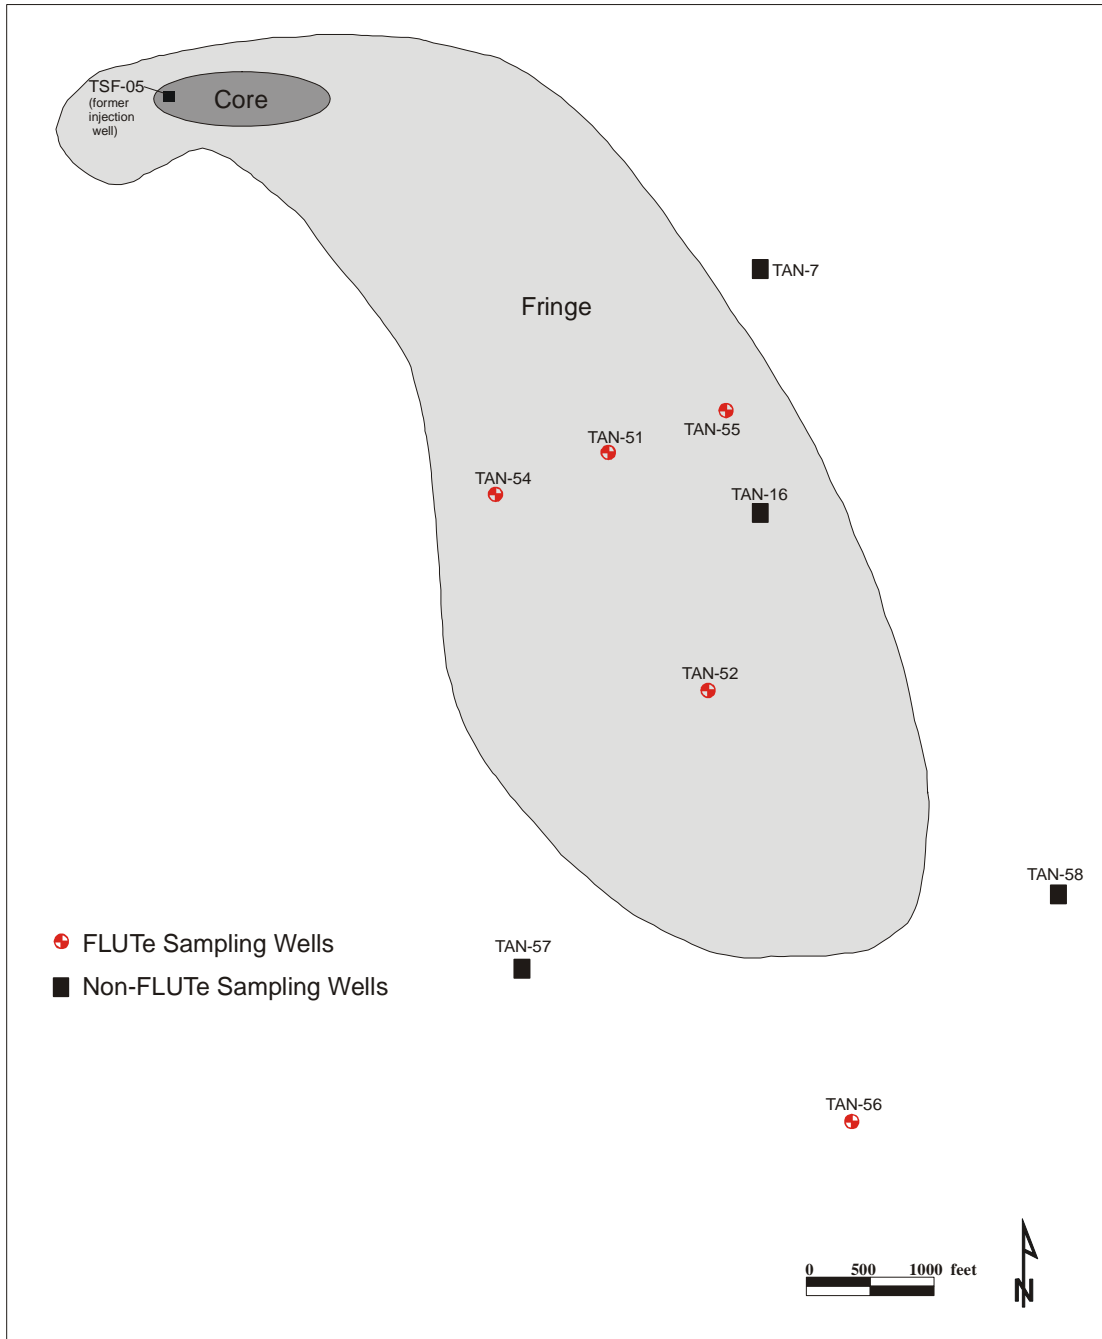 TSF-05
(former
injection
well)
Core
TAN-7
Fringe
TAN-55
TAN-51
TAN-54
TAN-16
TAN-52
TAN-58
FLUTe Sampling Wells
TAN-57
Non-FLUTe Sampling Wells
TAN-56
0 500 1000 feet
N